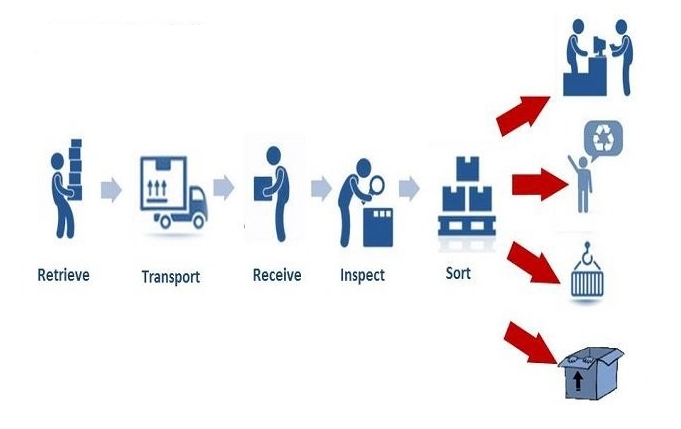 Retrieve
Transport
Receive
Inspect
Sort